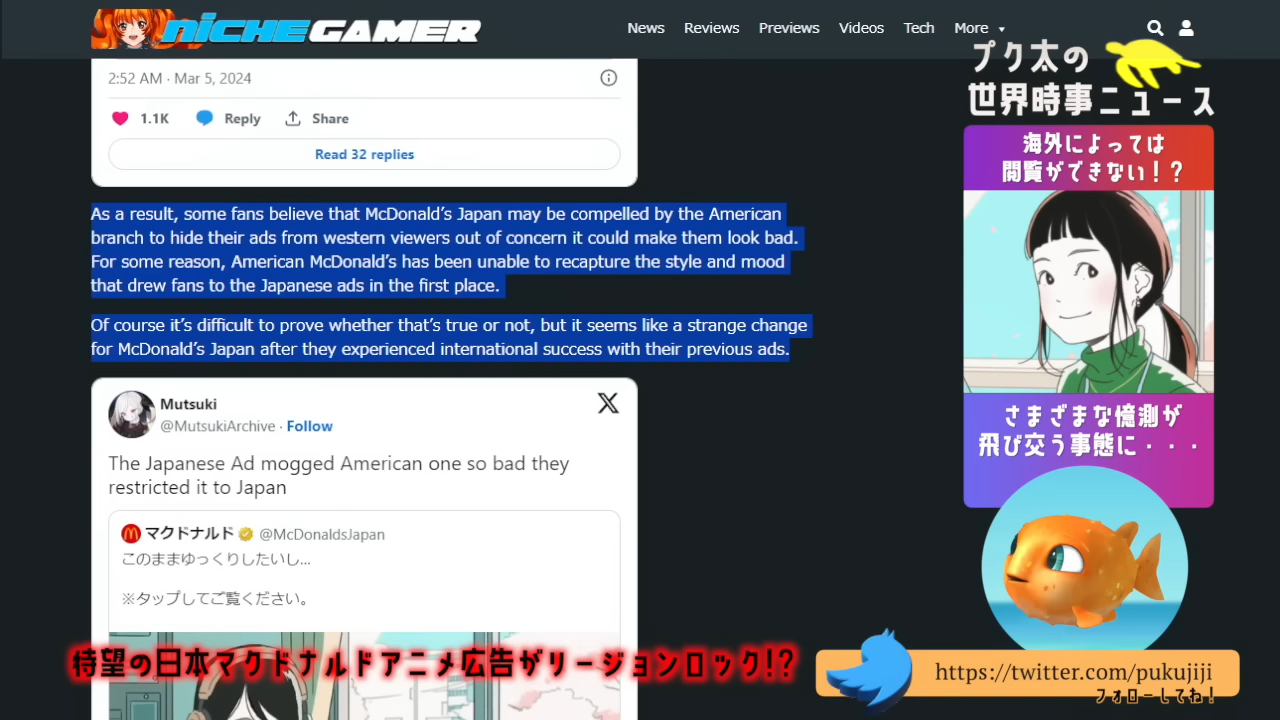 NICHEGAMER
News Reviews Previews Videos Tech More
2:52 AM · Mar 5, 2024
1.1K Reply Share
Read 32 replies
As a result, some fans believe that McDonald's Japan may be compelled by the American
branch to hide their ads from western viewers out of concern it could make them look bad.
For some reason, American McDonald's has been unable to recapture the style and mood
that drew fans to the Japanese ads in the first place.
Of course it's difficult to prove whether that's true or not, but it seems like a strange change
for McDonald's Japan after they experienced international success with their previous ads.
Mutsuki
@MutsukiArchive · Follow
The Japanese Ad mogged American one so bad they
restricted it to Japan
マクドナルド @McDonaldsJapan
このままゆっくりしたいし...
※タップしてご覧ください。
待望の日本マクドナルドアニメ広告がリージョンロック!?
プク太の
世界時事ニュース
海外によっては
閲覧ができない!?
さまざまな憶測が
飛び交う事態に・・・
https://twitter.com/pukujiji
フォローしてね!